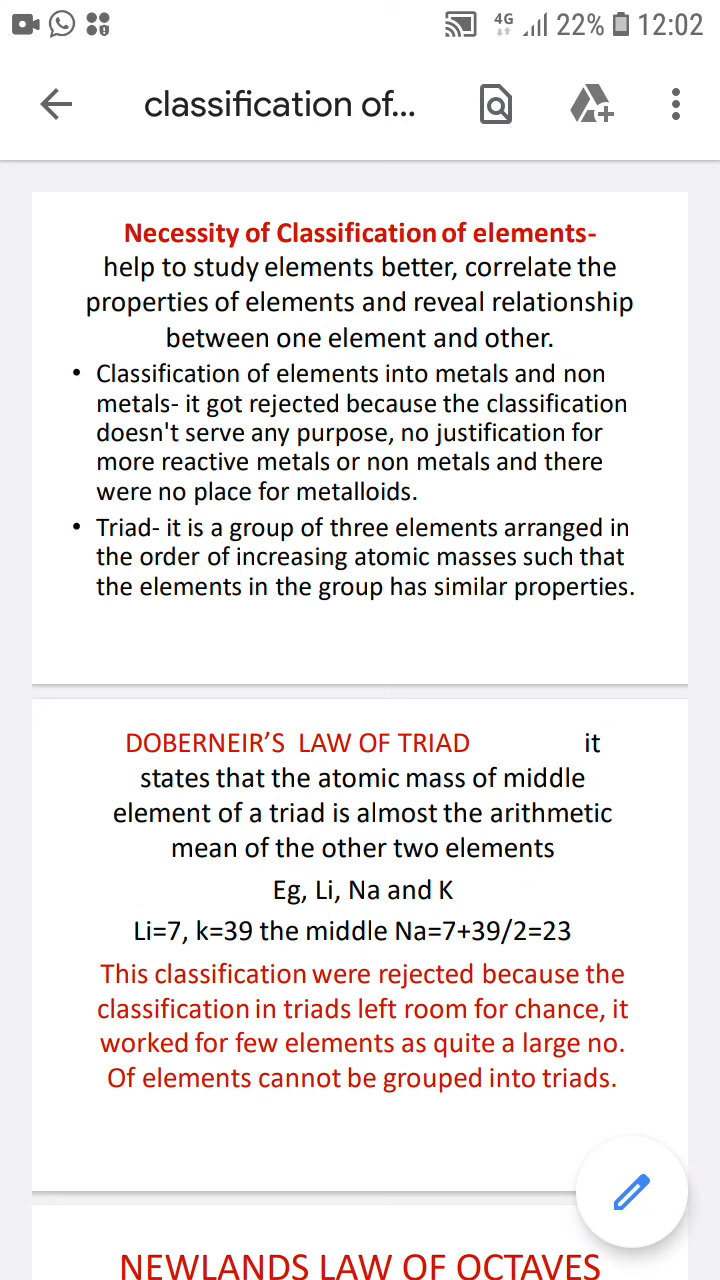 4G 22% 12:02
classification of...
Necessity of Classification of elements-
help to study elements better, correlate the
properties of elements and reveal relationship
between one element and other.
• Classification of elements into metals and non
metals- it got rejected because the classification
doesn't serve any purpose, no justification for
more reactive metals or non metals and there
were no place for metalloids.
• Triad- it is a group of three elements arranged in
the order of increasing atomic masses such that
the elements in the group has similar properties.
DOBERNEIR'S LAW OF TRIAD it
states that the atomic mass of middle
element of a triad is almost the arithmetic
mean of the other two elements
Eg, Li, Na and K
Li=7, k=39 the middle Na=7+39/2=23
This classification were rejected because the
classification in triads left room for chance, it
worked for few elements as quite a large no.
Of elements cannot be grouped into triads.
NEWLANDS LAW OF OCTAVES